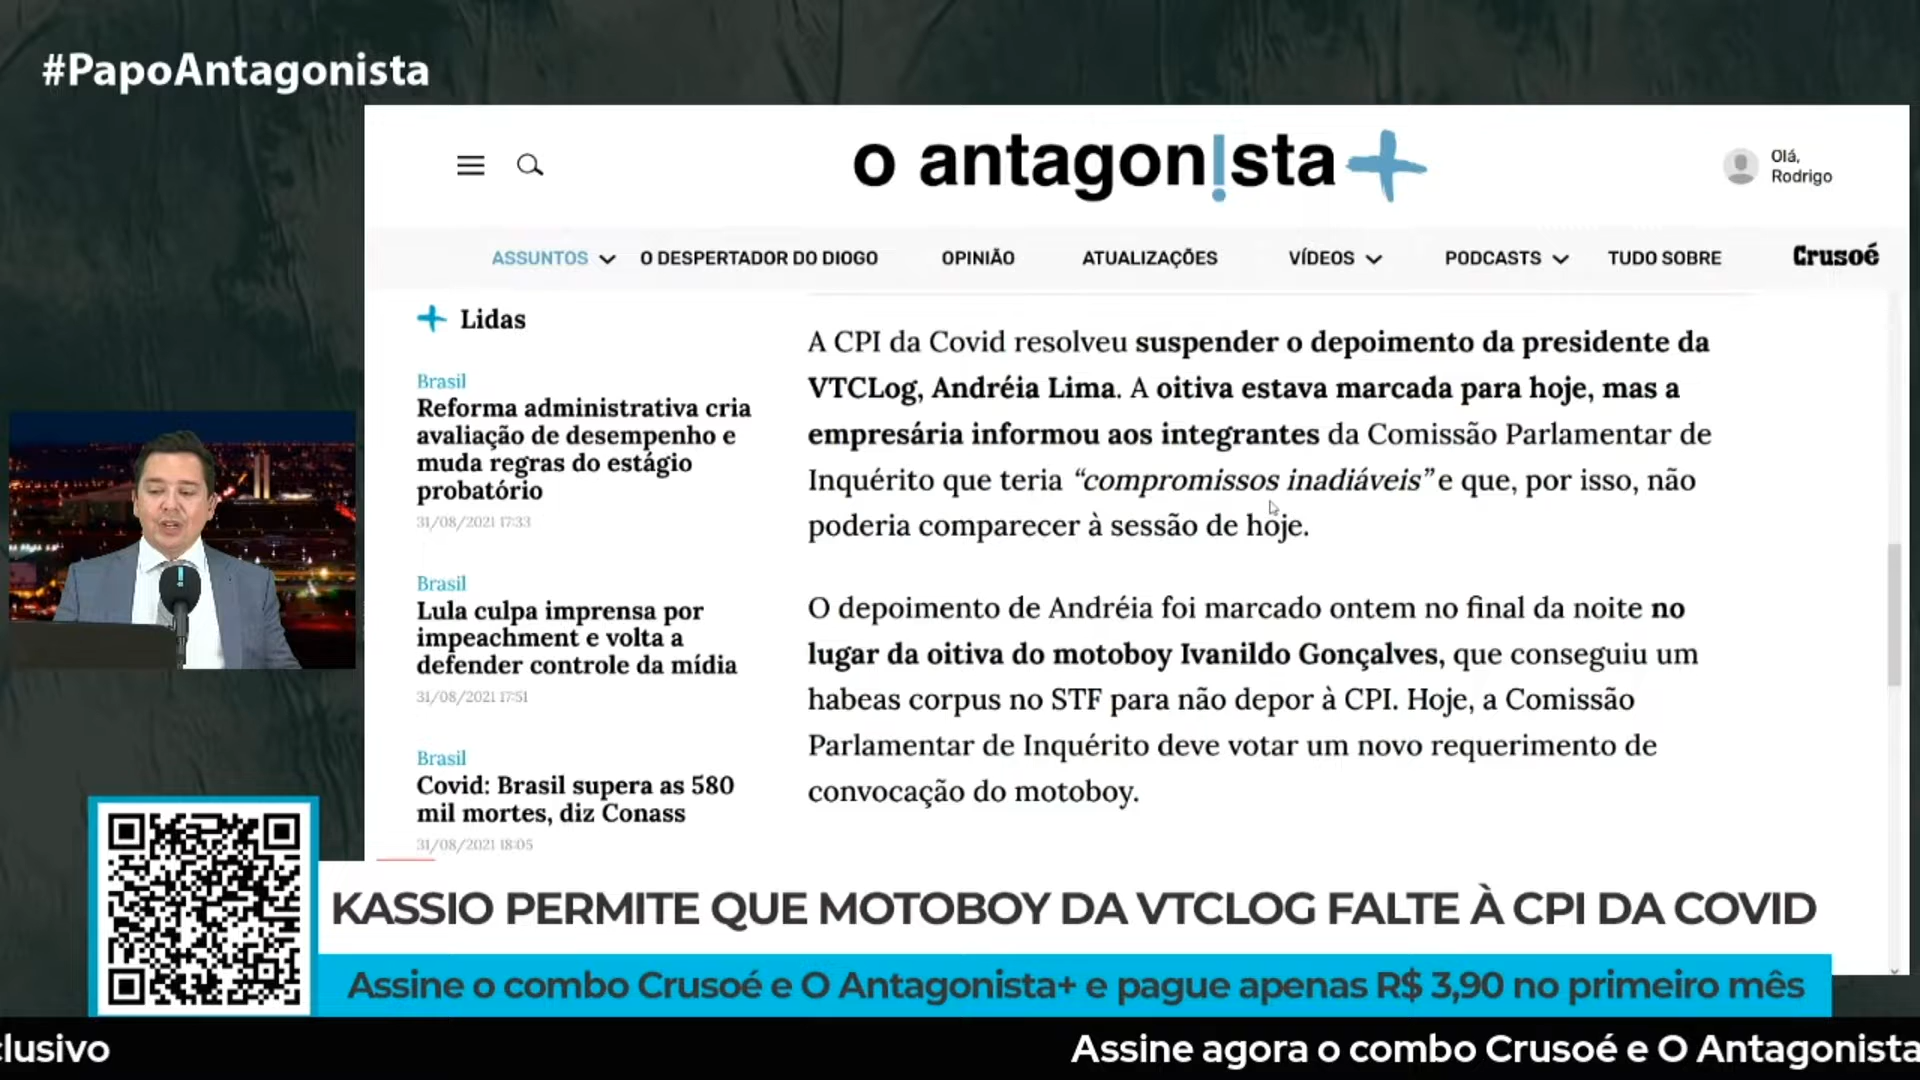 #PapoAntagonista
o antagon!sta+
Olá,
Rodrigo
ASSUNTOS
O DESPERTADOR DO DIOGO
OPINIÃO
ATUALIZAÇÕES
VÍDEOS
PODCASTS
TUDO SOBRE
Crusoé
+ Lidas
Brasil
Reforma administrativa cria
avaliação de desempenho e
muda regras do estágio
probatório
31/08/2021 17:33
Brasil
Lula culpa imprensa por
impeachment e volta a
defender controle da mídia
31/08/2021 17:51
Brasil
Covid: Brasil supera as 580
mil mortes, diz Conass
31/08/2021 18:05
A CPI da Covid resolveu suspender o depoimento da presidente da
VTCLog, Andréia Lima. A oitiva estava marcada para hoje, mas a
empresária informou aos integrantes da Comissão Parlamentar de
Inquérito que teria “compromissos inadiáveis” e que, por isso, não
poderia comparecer à sessão de hoje.
O depoimento de Andréia foi marcado ontem no final da noite no
lugar da oitiva do motoboy Ivanildo Gonçalves, que conseguiu um
habeas corpus no STF para não depor à CPI. Hoje, a Comissão
Parlamentar de Inquérito deve votar um novo requerimento de
convocação do motoboy.
KASSIO PERMITE QUE MOTOBOY DA VTCLOG FALTE À CPI DA COVID
Assine o combo Crusoé e O Antagonista+ e pague apenas R$ 3,90 no primeiro mês
clusivo
Assine agora o combo Crusoé e O Antagonista